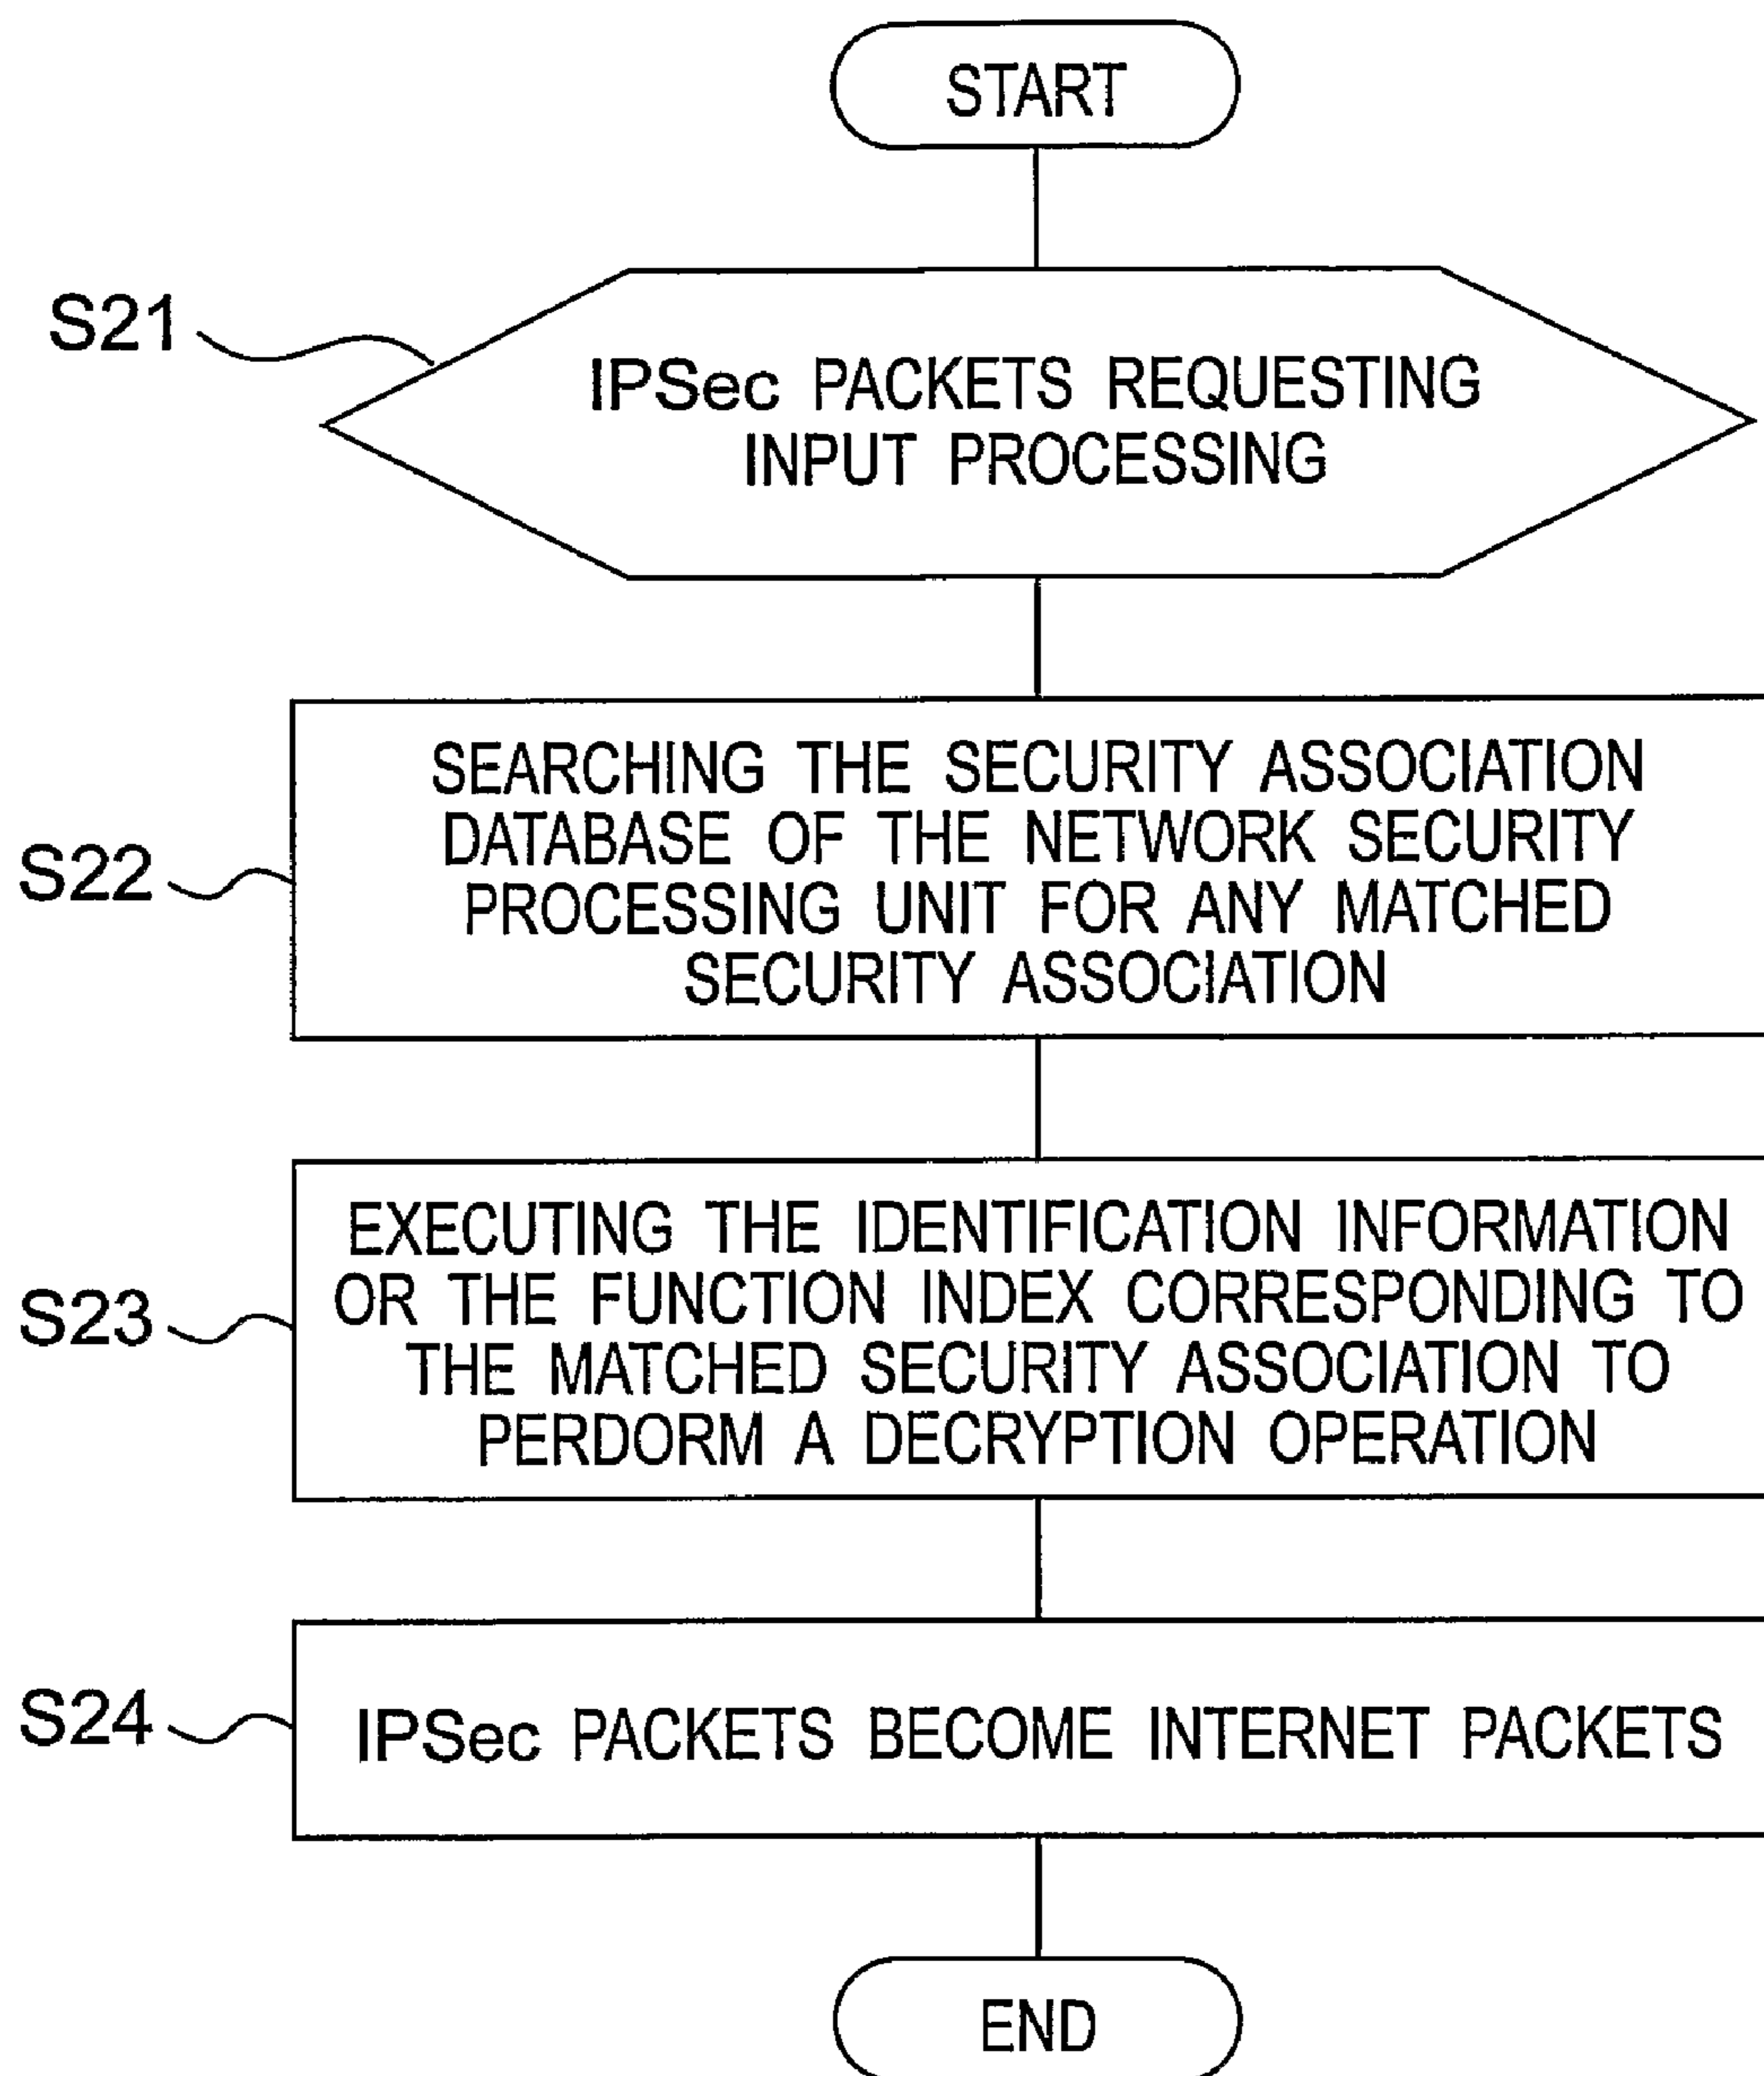 START
S21
IPSec PACKETS REQUESTING
INPUT PROCESSING
S22
SEARCHING THE SECURITY ASSOCIATION
DATABASE OF THE NETWORK SECURITY
PROCESSING UNIT FOR ANY MATCHED
SECURITY ASSOCIATION
S23
EXECUTING THE IDENTIFICATION INFORMATION
OR THE FUNCTION INDEX CORRESPONDING TO
THE MATCHED SECURITY ASSOCIATION TO
PERDORM A DECRYPTION OPERATION
S24
IPSec PACKETS BECOME INTERNET PACKETS
END